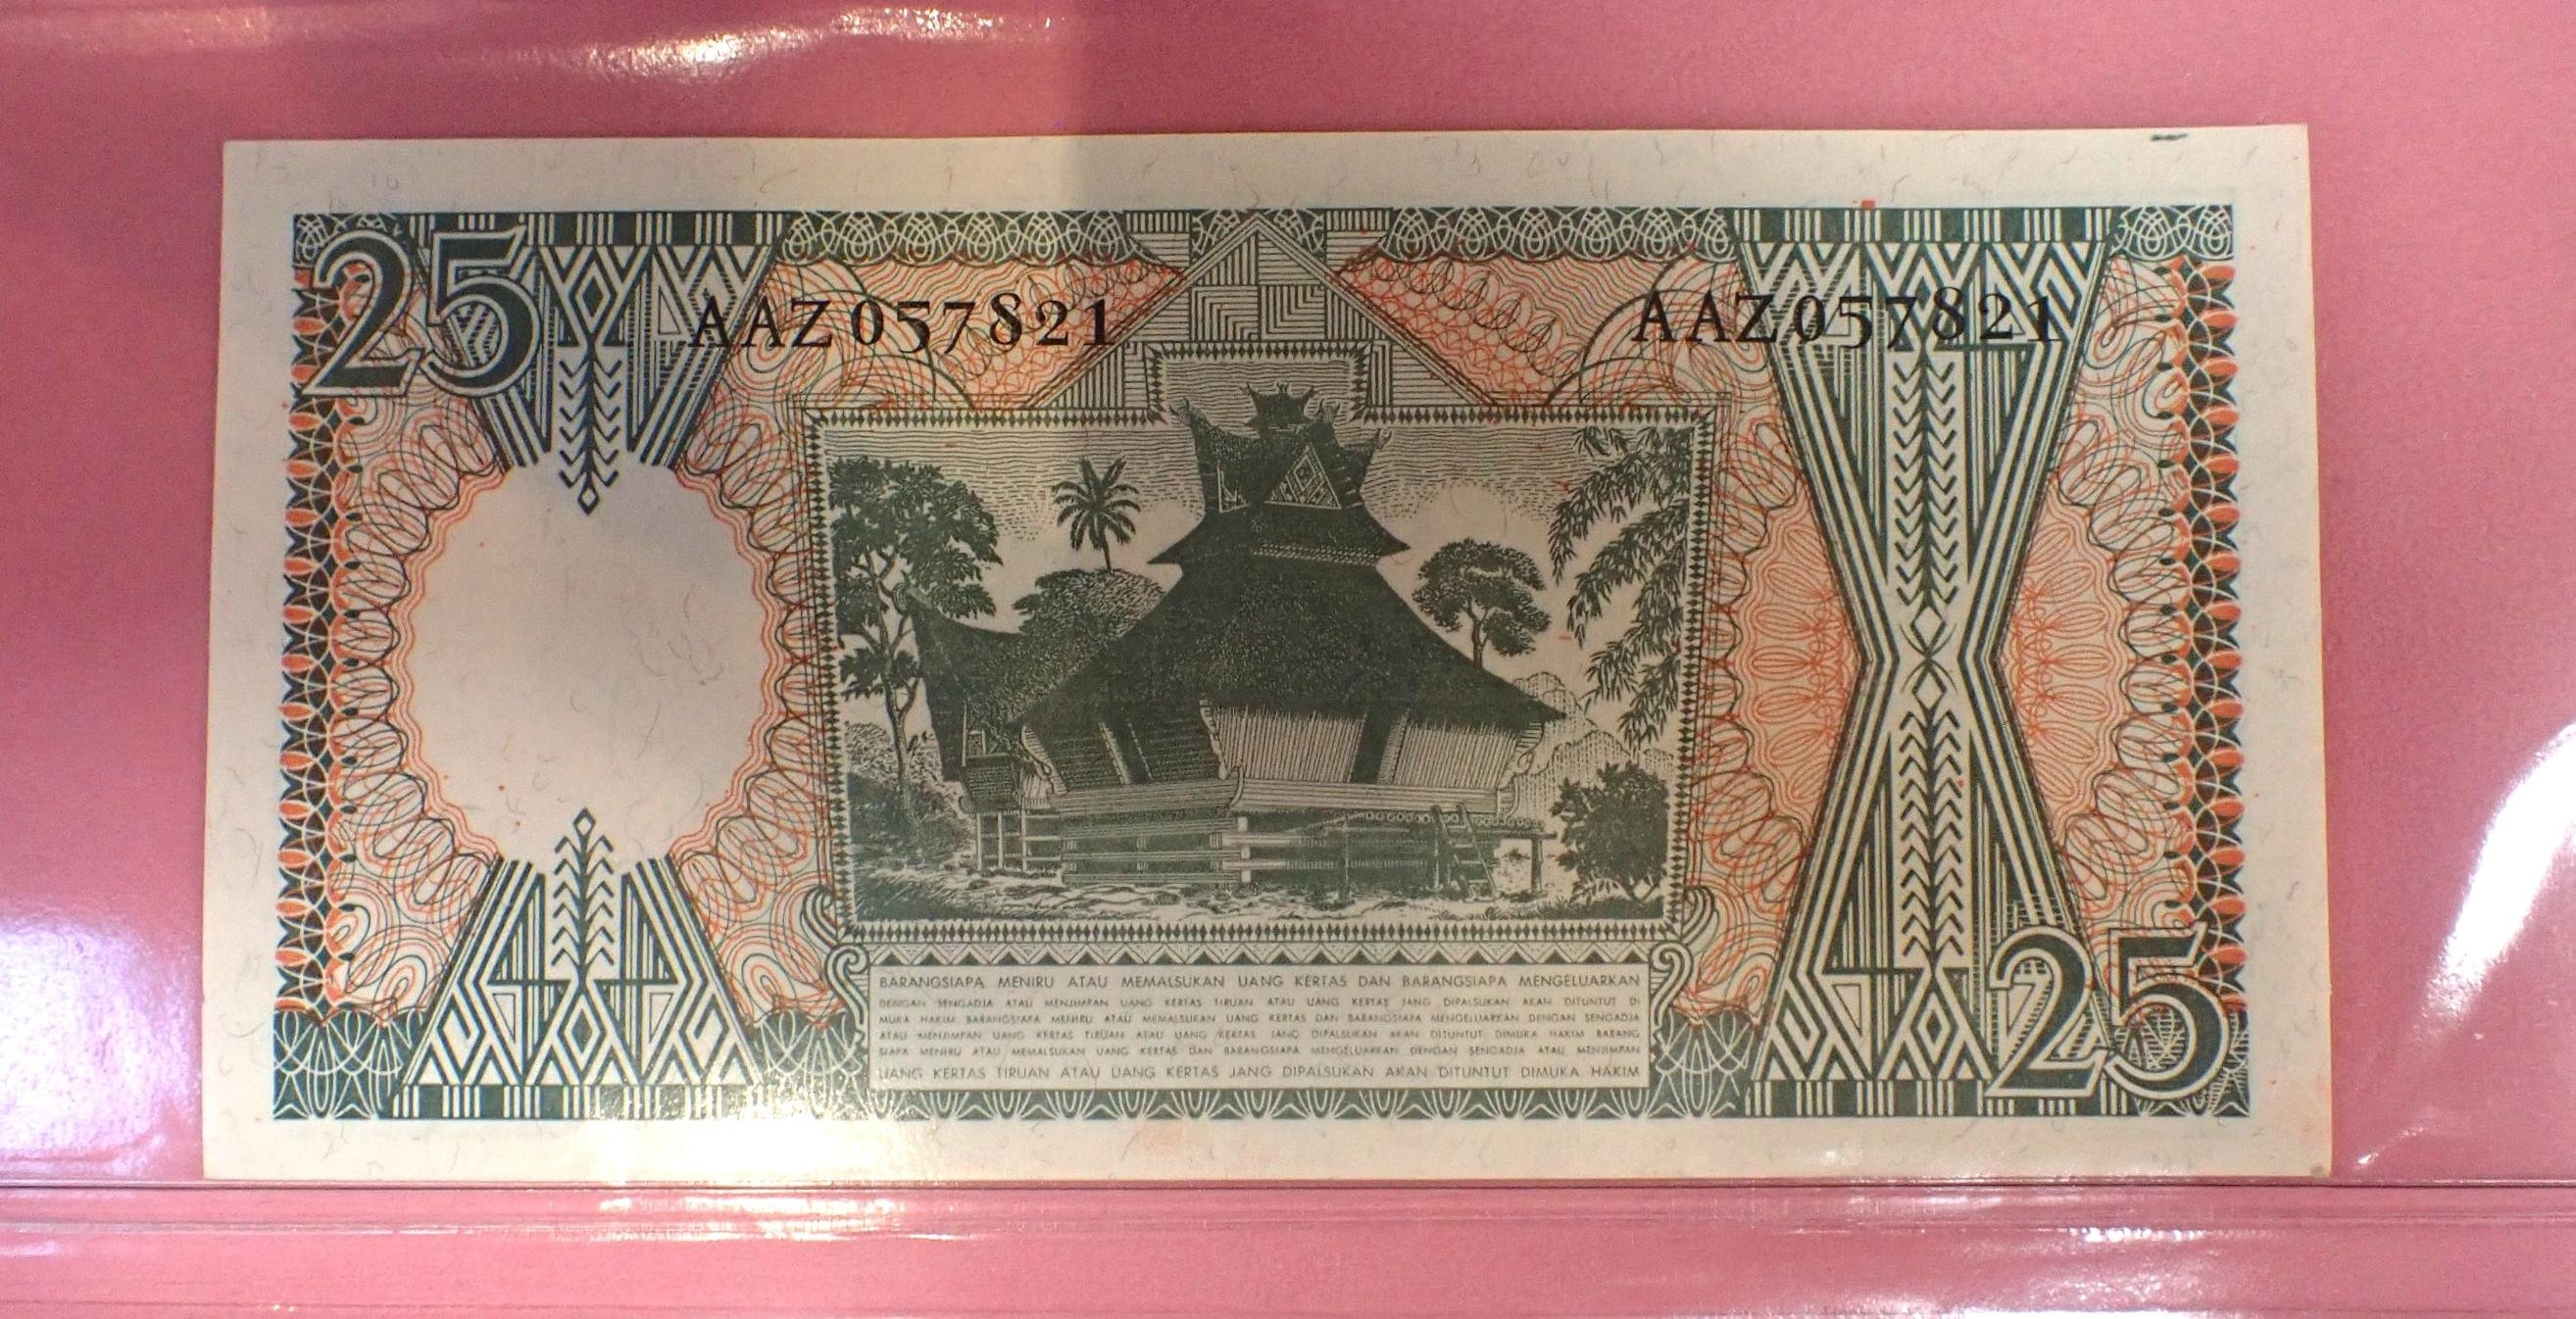 25
AAZ057821 AAZ057821
BARANGSIAPA MENIRU ATAU MEMALSUKAN UANG KERTAS DAN BARANGSIAPA MENGELUARKAN
DENGAN SENGADJA ATAU MENJIMPAN UANG KERTAS TIRUAN ATAU UANG KERTAS JANG DIPALSUKAN AKAN DITUNTUT DI
MUKA HAKIM BARANGSIAPA MENIRU ATAU MEMALSUKAN UANG KERTAS DAN BARANGSIAPA MENGELUARKAN DENGAN SENGADJA
ATAU MENJIMPAN UANG KERTAS TIRUAN ATAU UANG KERTAS JANG DIPALSUKAN AKAN DITUNTUT DIMUKA HAKIM BARANG
SIAPA MENIRU ATAU MEMALSUKAN UANG KERTAS DAN BARANGSIAPA MENGELUARKAN DENGAN SENGADJA ATAU MENJIMPAN
UANG KERTAS TIRUAN ATAU UANG KERTAS JANG DIPALSUKAN AKAN DITUNTUT DIMUKA HAKIM
25